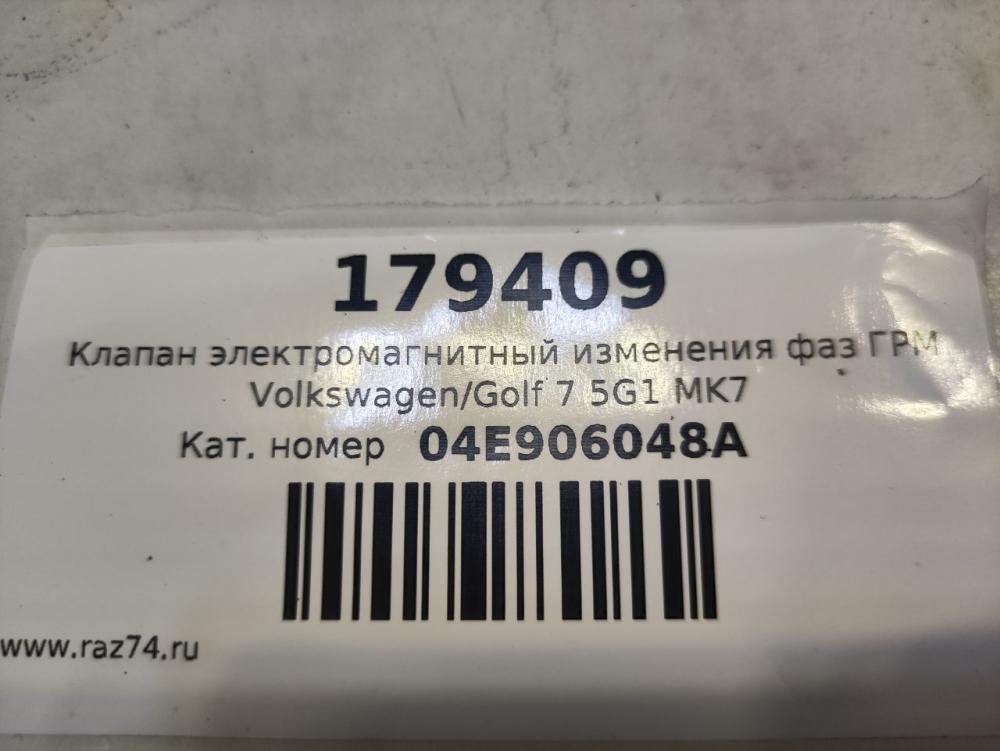 179409
Клапан электромагнитный изменения фаз ГРМ
Volkswagen/Golf 7 5G1 MK7
Кат. номер 04E906048A
www.raz74.ru